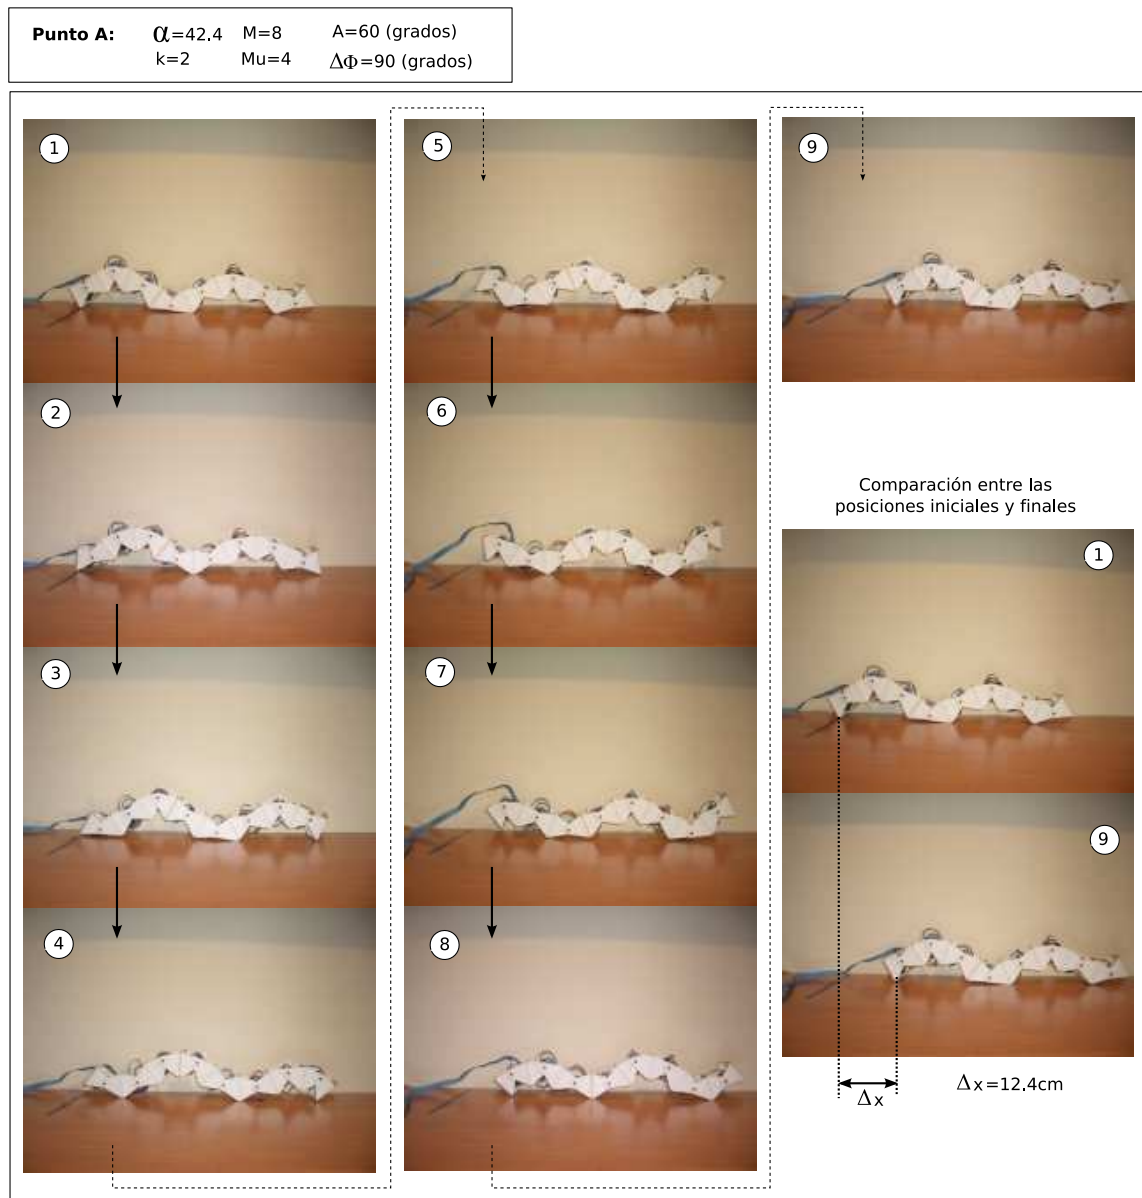 Punto A: α=42.4 M=8 A=60 (grados)
k=2 Mu=4 ΔΦ=90 (grados)
1
2
3
4
5
6
7
8
9
Comparación entre las
posiciones iniciales y finales
1
9
Δx
Δx=12.4cm